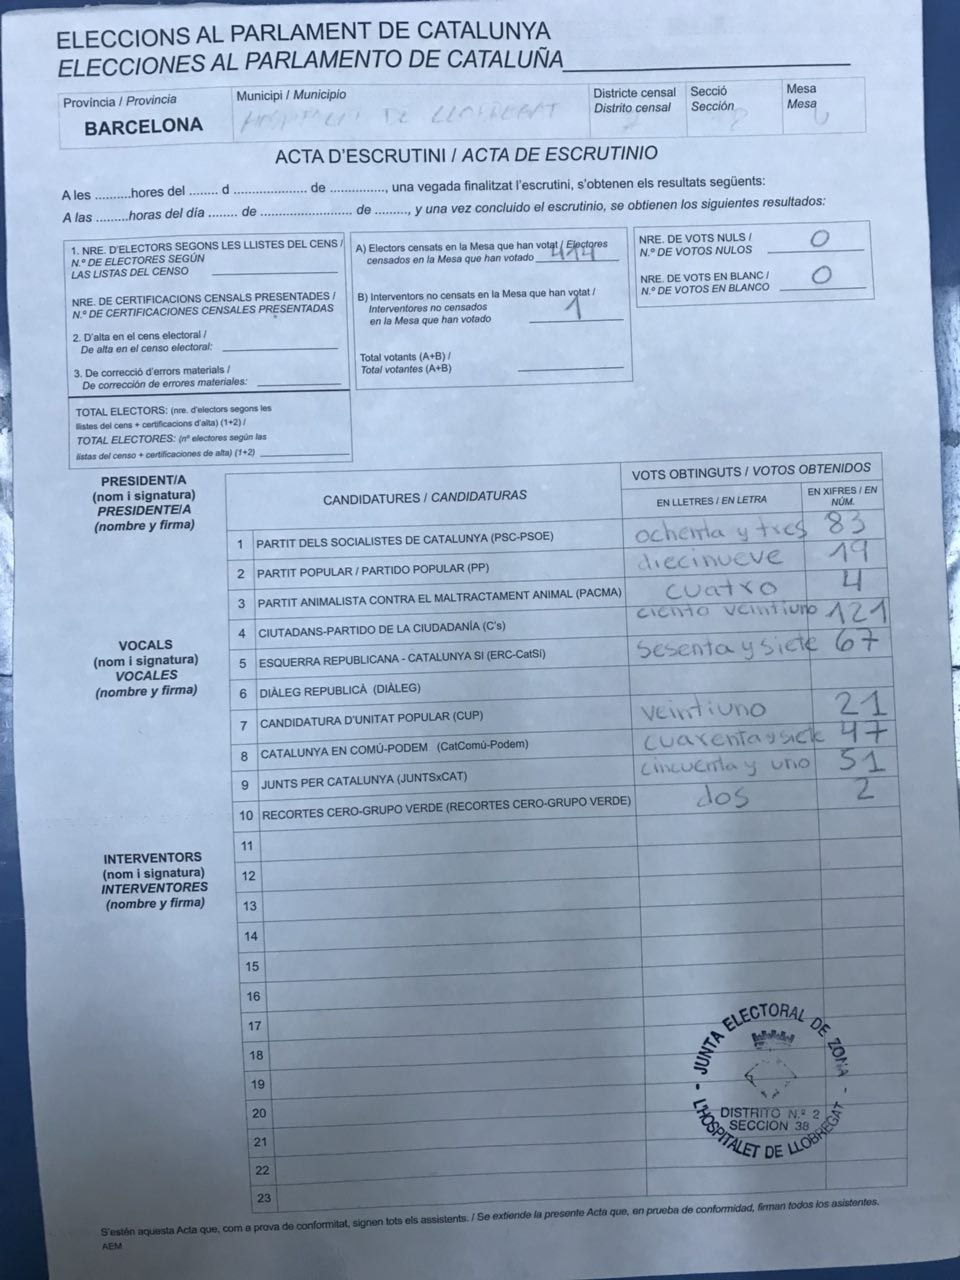 ELECCIONS AL PARLAMENT DE CATALUNYA
ELECCIONES AL PARLAMENTO DE CATALUÑA
Província / Provincia
BARCELONA
Municipi / Municipio
HOSPITALET DE LLOBREGAT
Districte censal
Distrito censal
Secció
Sección
Mesa
Mesa
ACTA D'ESCRUTINI / ACTA DE ESCRUTINIO
A les ..........hores del ........ d ..................... de ..............., una vegada finalitzat l'escrutini, s'obtenen els resultats següents:
A las .........horas del día ........ de .......................... de ........., y una vez concluido el escrutinio, se obtienen los siguientes resultados:
1. NRE. D'ELECTORS SEGONS LES LLISTES DEL CENS /
N.º DE ELECTORES SEGÚN
LAS LISTAS DEL CENSO
NRE. DE CERTIFICACIONS CENSALS PRESENTADES /
N.º DE CERTIFICACIONES CENSALES PRESENTADAS
2. D'alta en el cens electoral /
De alta en el censo electoral:
3. De correcció d'errors materials /
De corrección de errores materiales:
TOTAL ELECTORS: (nre. d'electors segons les
llistes del cens + certificacions d'alta) (1+2) /
TOTAL ELECTORES: (nº electores según las
listas del censo + certificaciones de alta) (1+2)
A) Electors censats en la Mesa que han votat / Electores
censados en la Mesa que han votado 414
B) Interventors no censats en la Mesa que han votat /
Interventores no censados
en la Mesa que han votado 1
Total votants (A+B) /
Total votantes (A+B)
NRE. DE VOTS NULS /
N.º DE VOTOS NULOS 0
NRE. DE VOTS EN BLANC /
N.º DE VOTOS EN BLANCO 0
PRESIDENT/A
(nom i signatura)
PRESIDENTE/A
(nombre y firma)
VOCALS
(nom i signatura)
VOCALES
(nombre y firma)
INTERVENTORS
(nom i signatura)
INTERVENTORES
(nombre y firma)
CANDIDATURES / CANDIDATURAS
VOTS OBTINGUTS / VOTOS OBTENIDOS
EN LLETRES / EN LETRA
EN XIFRES / EN
NÚM.
1 PARTIT DELS SOCIALISTES DE CATALUNYA (PSC-PSOE) ochenta y tres 83
2 PARTIT POPULAR / PARTIDO POPULAR (PP) diecinueve 19
3 PARTIT ANIMALISTA CONTRA EL MALTRACTAMENT ANIMAL (PACMA) cuatro 4
4 CIUTADANS-PARTIDO DE LA CIUDADANÍA (C's) ciento veintiuno 121
5 ESQUERRA REPUBLICANA - CATALUNYA SI (ERC-CatSí) sesenta y siete 67
6 DIÀLEG REPUBLICÀ (DIÀLEG)
7 CANDIDATURA D'UNITAT POPULAR (CUP) veintiuno 21
8 CATALUNYA EN COMÚ-PODEM (CatComú-Podem) cuarenta y siete 47
9 JUNTS PER CATALUNYA (JUNTSxCAT) cincuenta y uno 51
10 RECORTES CERO-GRUPO VERDE (RECORTES CERO-GRUPO VERDE) dos 2
11
12
13
14
15
16
17
18
19
20
21
22
23
JUNTA ELECTORAL DE ZONA
DISTRITO N.º 2
SECCION 38
L'HOSPITALET DE LLOBREGAT
S'estén aquesta Acta que, com a prova de conformitat, signen tots els assistents. / Se extiende la presente Acta que, en prueba de conformidad, firman todos los asistentes.
AEM